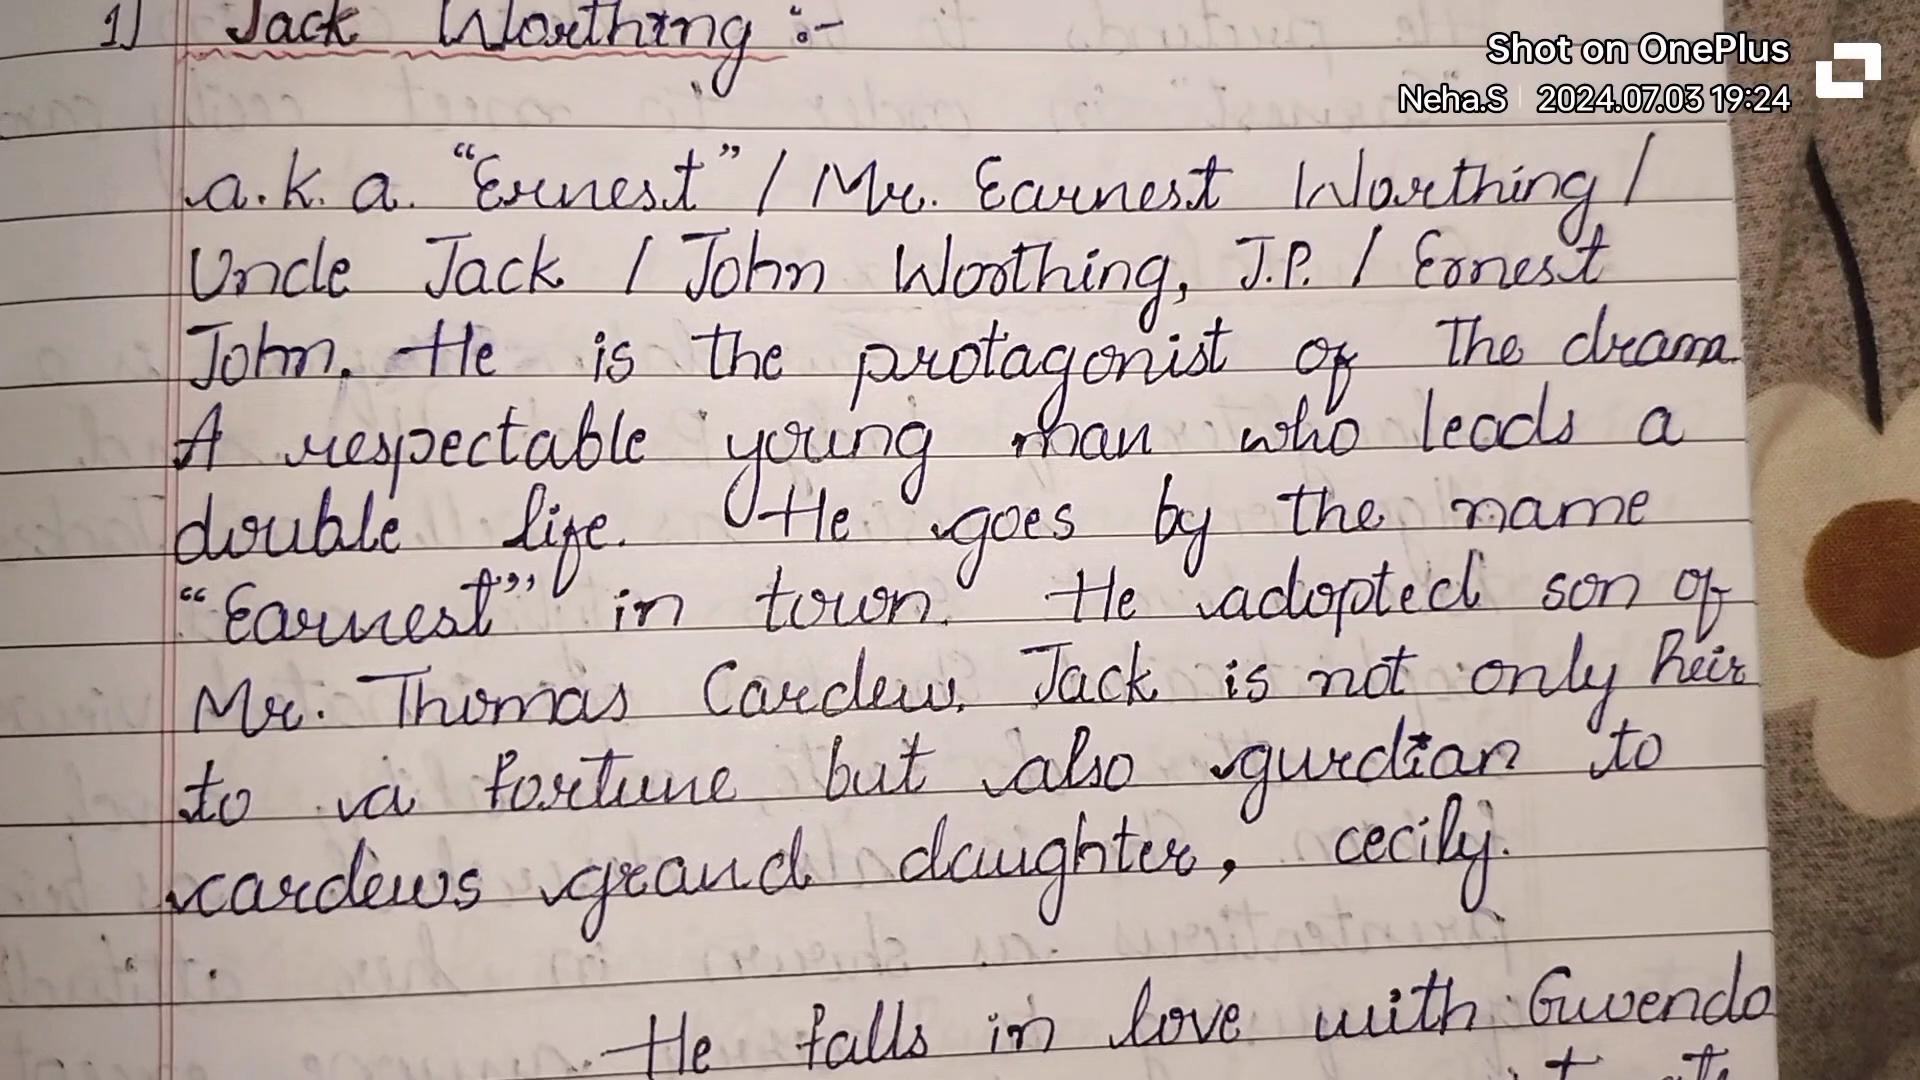 1) Jack Worthing :-
Shot on OnePlus
Neha.S | 2024.07.03 19:24
a.k.a. “Ernest” / Mr. Earnest Worthing /
Uncle Jack / John Worthing, J.P. / Ernest
John. He is the protagonist of the drama.
A respectable young man who leads a
double life. He goes by the name
“Earnest” in town. He adopted son of
Mr. Thomas Cardew. Jack is not only heir
to a fortune but also gurdian to
cardews grand daughter, cecily.
He falls in love with Gwendo